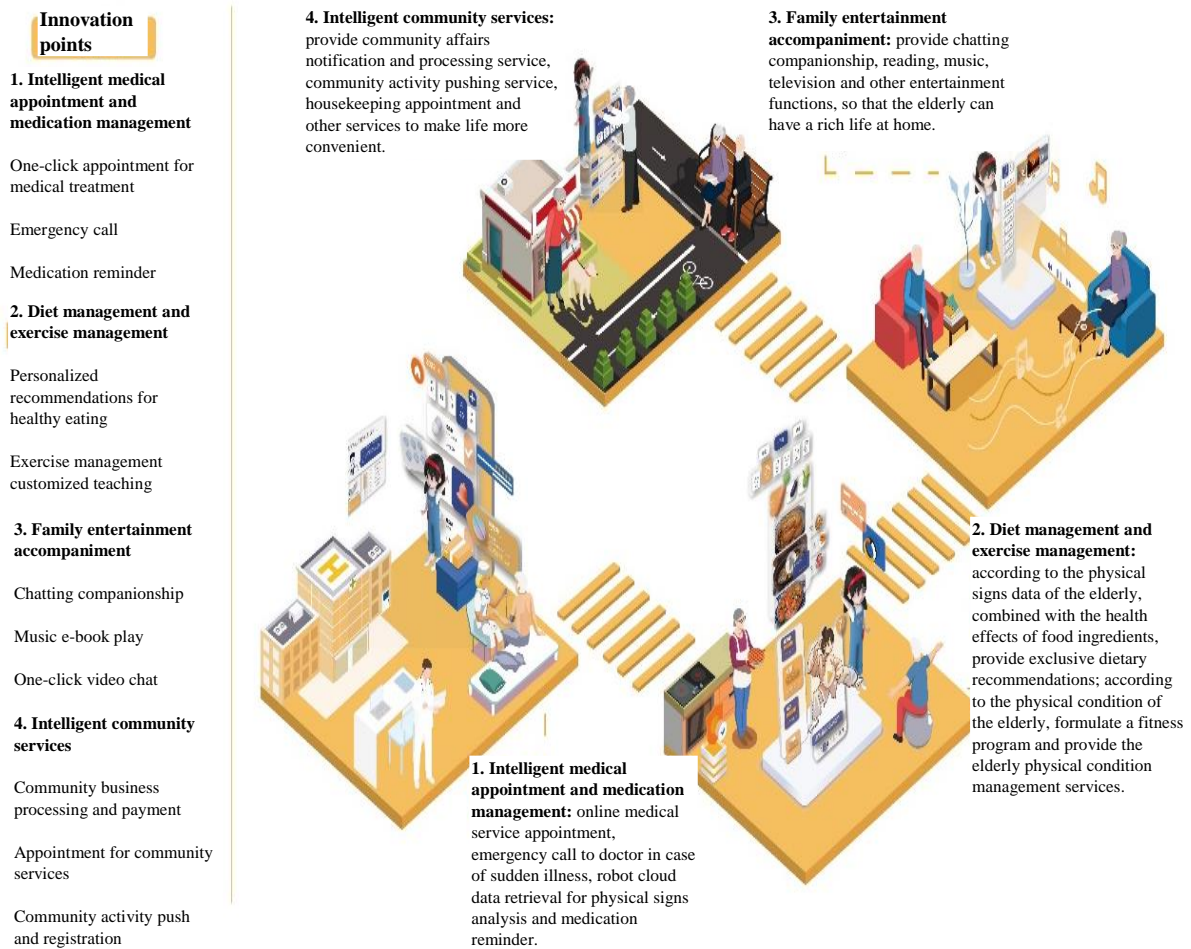 Innovation
points
1. Intelligent medical
appointment and
medication management
One-click appointment for
medical treatment
Emergency call
Medication reminder
2. Diet management and
exercise management
Personalized
recommendations for
healthy eating
Exercise management
customized teaching
3. Family entertainment
accompaniment
Chatting companionship
Music e-book play
One-click video chat
4. Intelligent community
services
Community business
processing and payment
Appointment for community
services
Community activity push
and registration
4. Intelligent community services:
provide community affairs
notification and processing service,
community activity pushing service,
housekeeping appointment and
other services to make life more
convenient.
3. Family entertainment
accompaniment: provide chatting
companionship, reading, music,
television and other entertainment
functions, so that the elderly can
have a rich life at home.
H
2. Diet management and
exercise management:
according to the physical
signs data of the elderly,
combined with the health
effects of food ingredients,
provide exclusive dietary
recommendations; according
to the physical condition of
the elderly, formulate a fitness
program and provide the
elderly physical condition
management services.
1. Intelligent medical
appointment and medication
management: online medical
service appointment,
emergency call to doctor in case
of sudden illness, robot cloud
data retrieval for physical signs
analysis and medication
reminder.